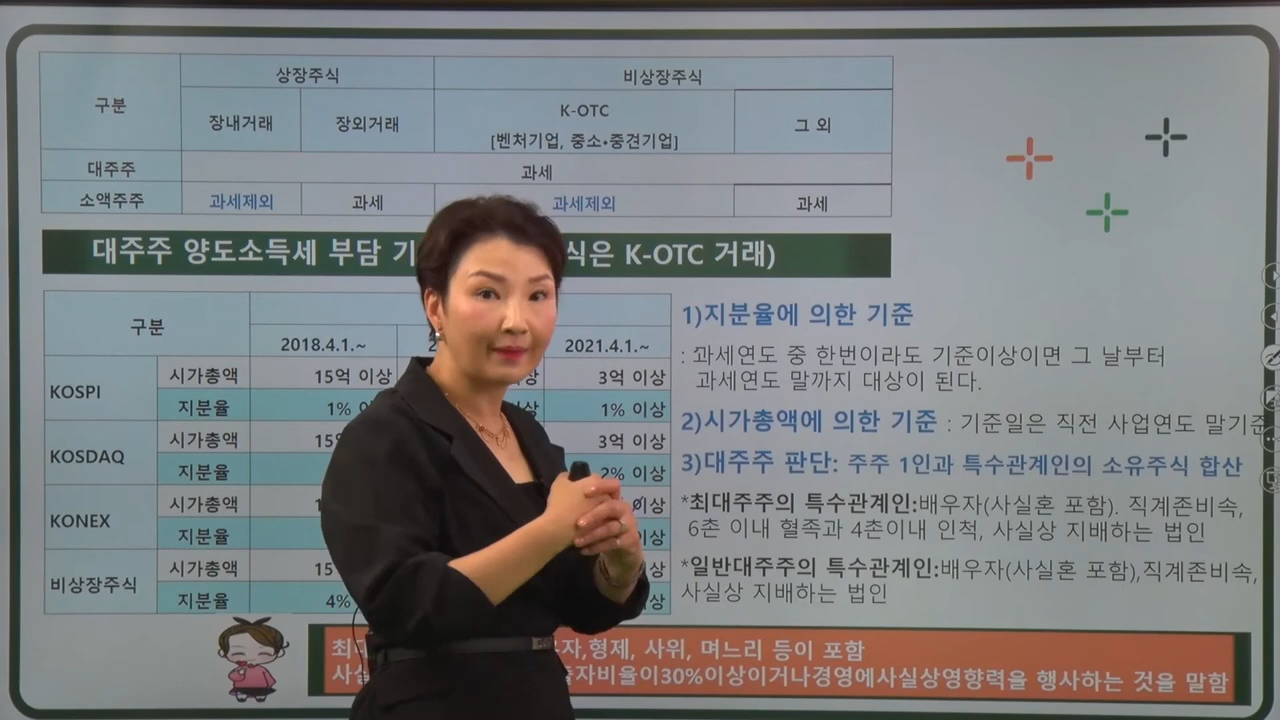 구분 상장주식 비상장주식
장내거래 장외거래 K-OTC [벤처기업, 중소•중견기업] 그 외
대주주 과세
소액주주 과세제외 과세 과세제외 과세
대주주 양도소득세 부담 식은 K-OTC 거래)
구분
2018.4.1.~ 2021.4.1.~
KOSPI 시가총액 15억 이상 3억 이상
지분율 1% 1% 이상
KOSDAQ 시가총액 3억 이상
지분율 2% 이상
KONEX 시가총액 이상
지분율
비상장주식 시가총액 15
지분율 4%
1)지분율에 의한 기준
: 과세연도 중 한번이라도 기준이상이면 그 날부터
과세연도 말까지 대상이 된다.
2)시가총액에 의한 기준 : 기준일은 직전 사업연도 말기준
3)대주주 판단: 주주 1인과 특수관계인의 소유주식 합산
*최대주주의 특수관계인:배우자(사실혼 포함). 직계존비속,
6촌 이내 혈족과 4촌이내 인척, 사실상 지배하는 법인
*일반대주주의 특수관계인:배우자(사실혼 포함),직계존비속,
사실상 지배하는 법인
자,형제, 사위, 며느리 등이 포함
자비율이30%이상이거나경영에사실상영향력을 행사하는 것을 말함